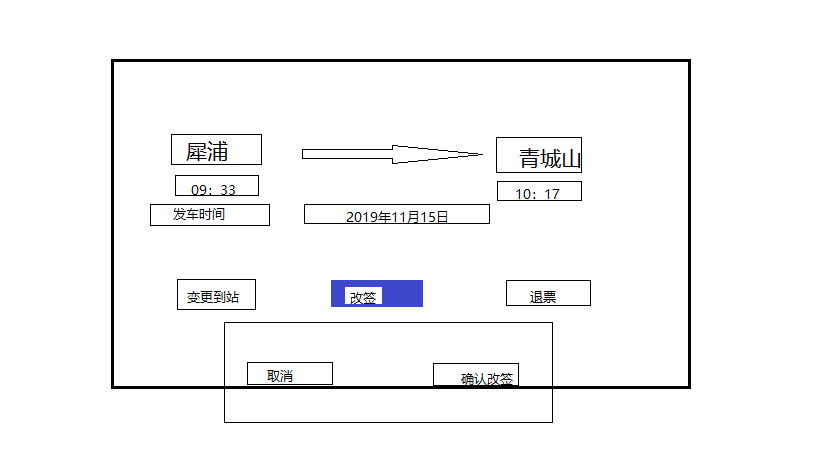 犀浦
青城山
09：33
10：17
发车时间
2019年11月15日
变更到站
改签
退票
取消
确认改签